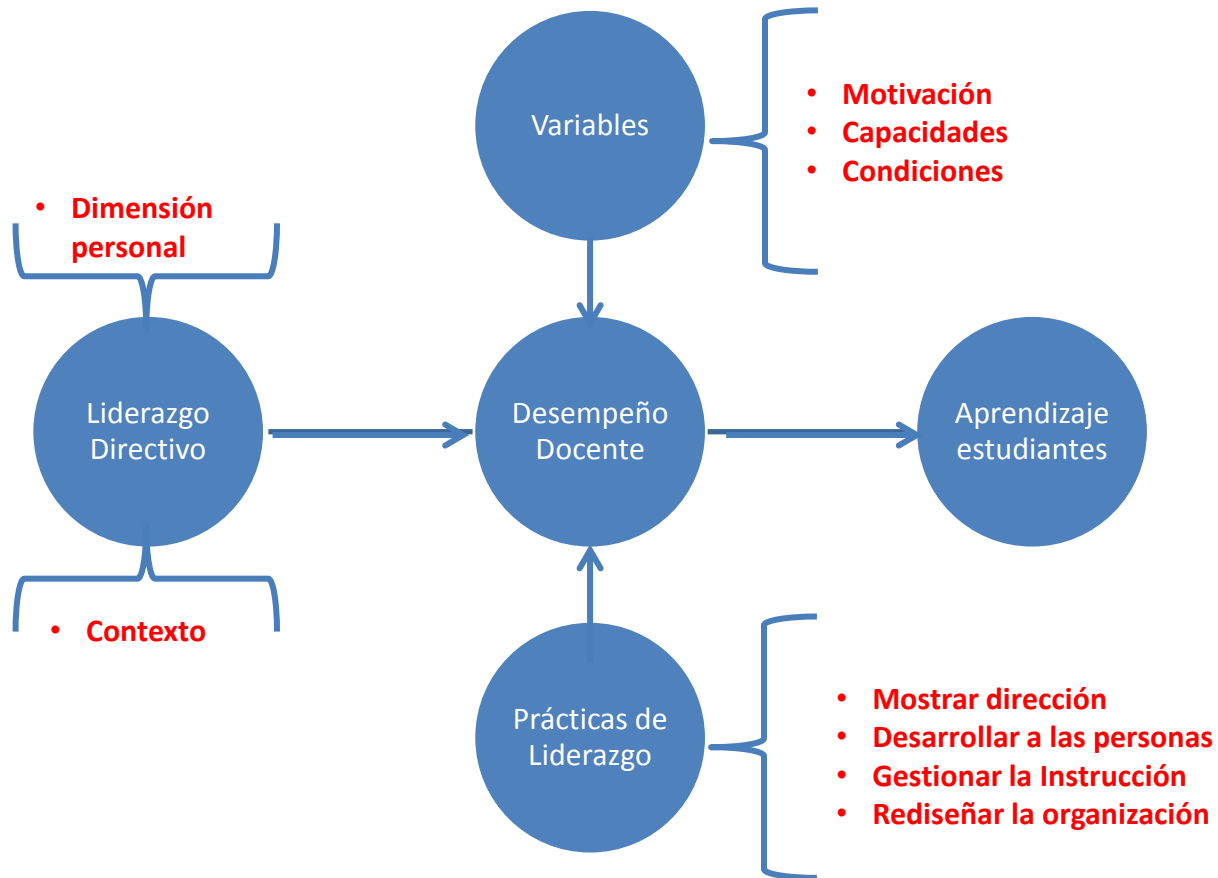 Variables
• Motivación
• Capacidades
• Condiciones
• Dimensión
personal
Liderazgo
Directivo
Desempeño
Docente
Aprendizaje
estudiantes
• Contexto
Prácticas de
Liderazgo
• Mostrar dirección
• Desarrollar a las personas
• Gestionar la Instrucción
• Rediseñar la organización